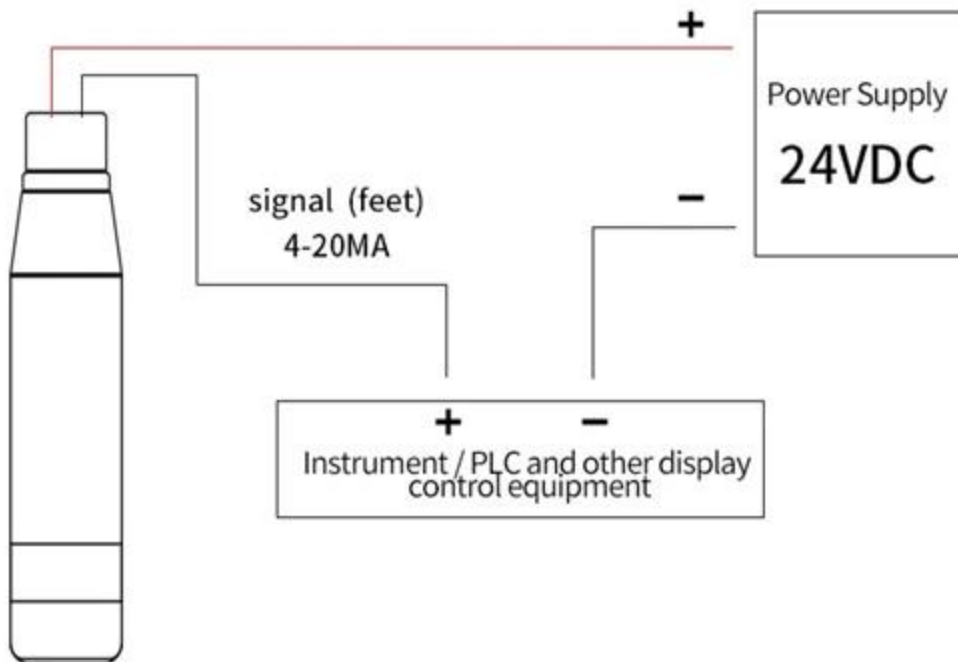 +
Power Supply
24VDC
signal (feet)
4-20MA
−
+ −
Instrument / PLC and other display
control equipment